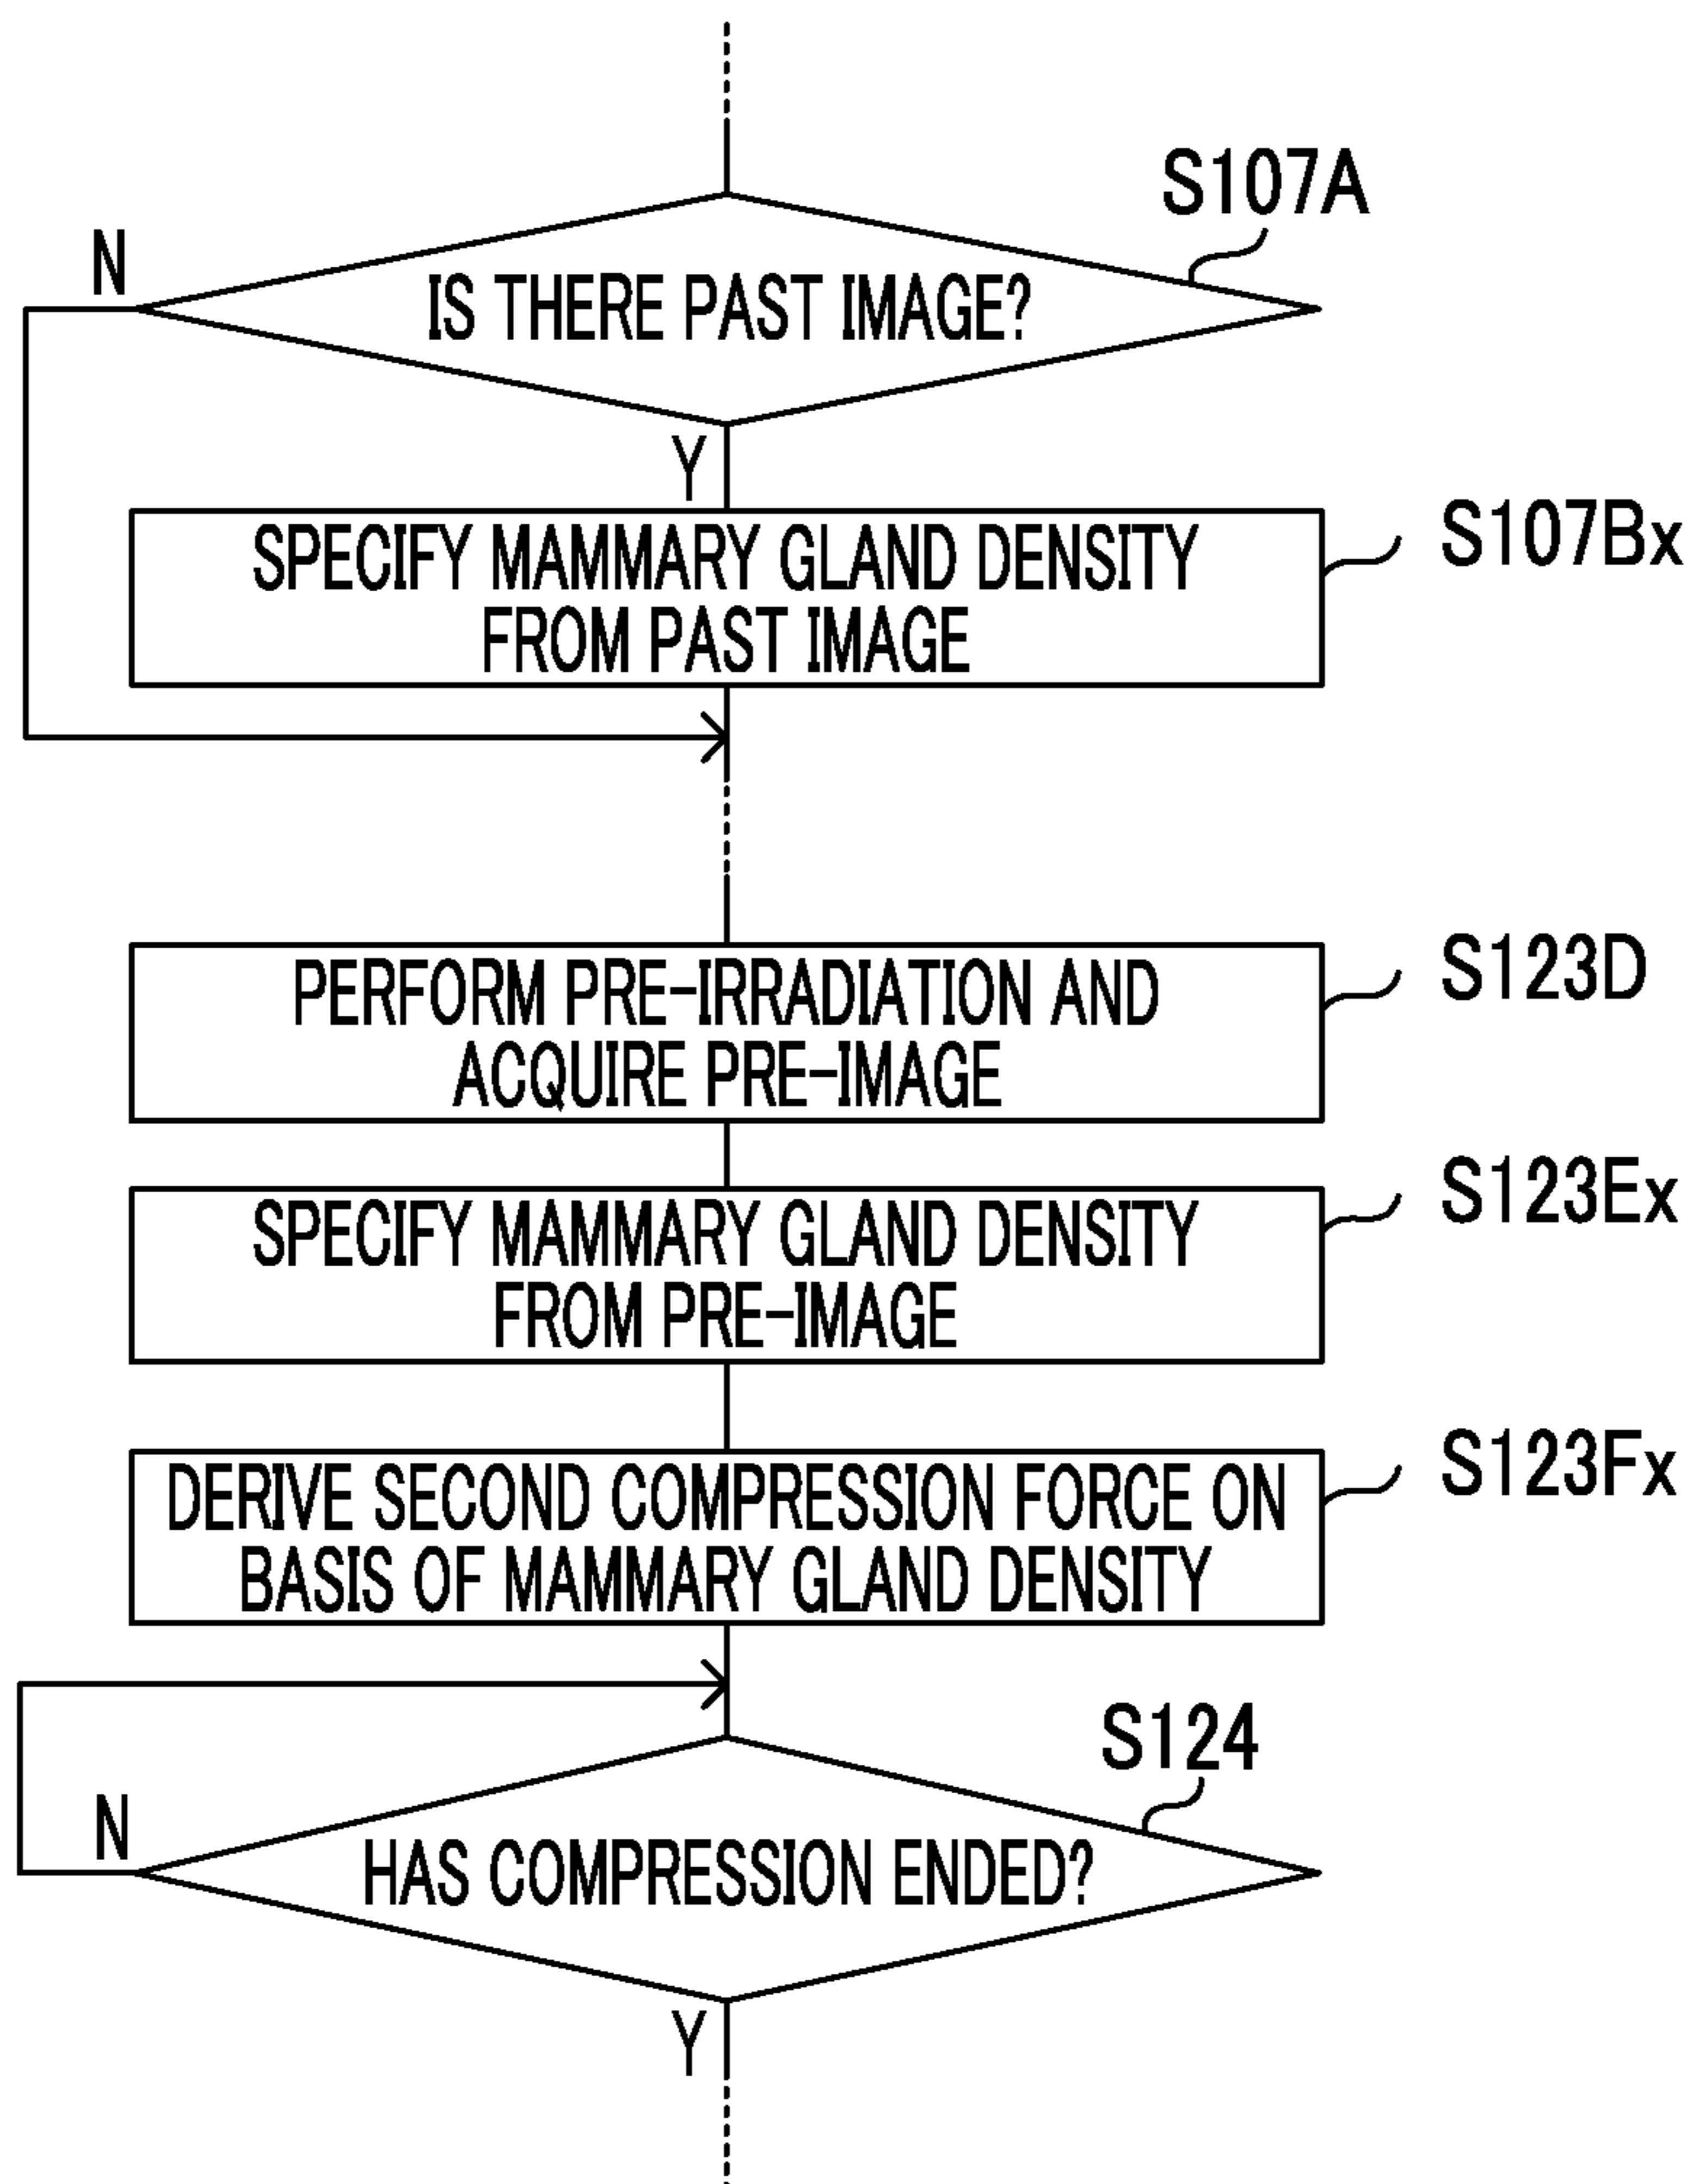 S107A
N
IS THERE PAST IMAGE?
Y
SPECIFY MAMMARY GLAND DENSITY
FROM PAST IMAGE
S107Bx
PERFORM PRE-IRRADIATION AND
ACQUIRE PRE-IMAGE
S123D
SPECIFY MAMMARY GLAND DENSITY
FROM PRE-IMAGE
S123Ex
DERIVE SECOND COMPRESSION FORCE ON
BASIS OF MAMMARY GLAND DENSITY
S123Fx
S124
N
HAS COMPRESSION ENDED?
Y